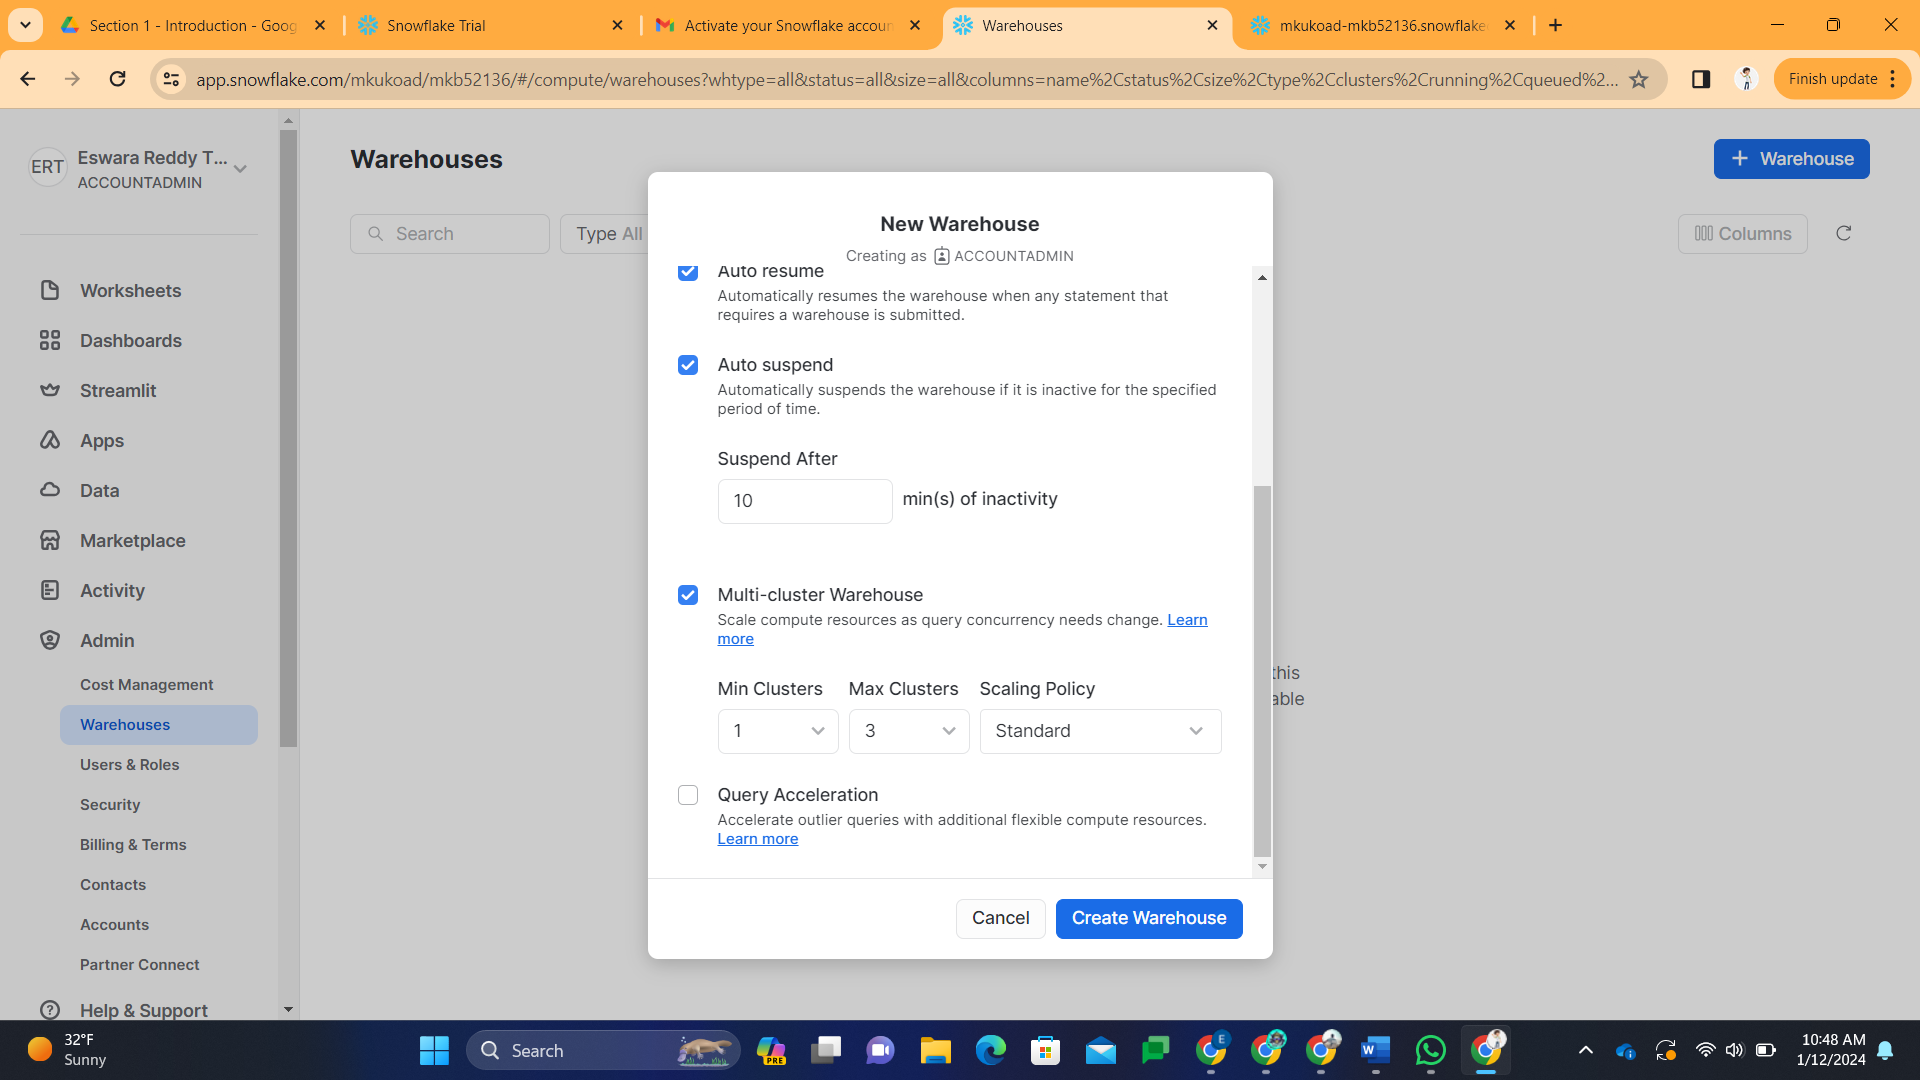 Section 1 - Introduction - Goog
Snowflake Trial
Activate your Snowflake accoun
Warehouses
mkukoad-mkb52136.snowflake
app.snowflake.com/mkukoad/mkb52136/#/compute/warehouses?whtype=all&status=all&size=all&columns=name%2Cstatus%2Csize%2Ctype%2Cclusters%2Crunning%2Cqueued%2...
Finish update
ERT
Eswara Reddy T...
ACCOUNTADMIN
Worksheets
Dashboards
Streamlit
Apps
Data
Marketplace
Activity
Admin
Cost Management
Warehouses
Users & Roles
Security
Billing & Terms
Contacts
Accounts
Partner Connect
Help & Support
Warehouses
+ Warehouse
Search
Type All
Columns
this
able
New Warehouse
Creating as ACCOUNTADMIN
Auto resume
Automatically resumes the warehouse when any statement that
requires a warehouse is submitted.
Auto suspend
Automatically suspends the warehouse if it is inactive for the specified
period of time.
Suspend After
10 min(s) of inactivity
Multi-cluster Warehouse
Scale compute resources as query concurrency needs change. Learn
more
Min Clusters Max Clusters Scaling Policy
1 3 Standard
Query Acceleration
Accelerate outlier queries with additional flexible compute resources.
Learn more
Cancel Create Warehouse
32°F
Sunny
Search
PRE
E
W
10:48 AM
1/12/2024